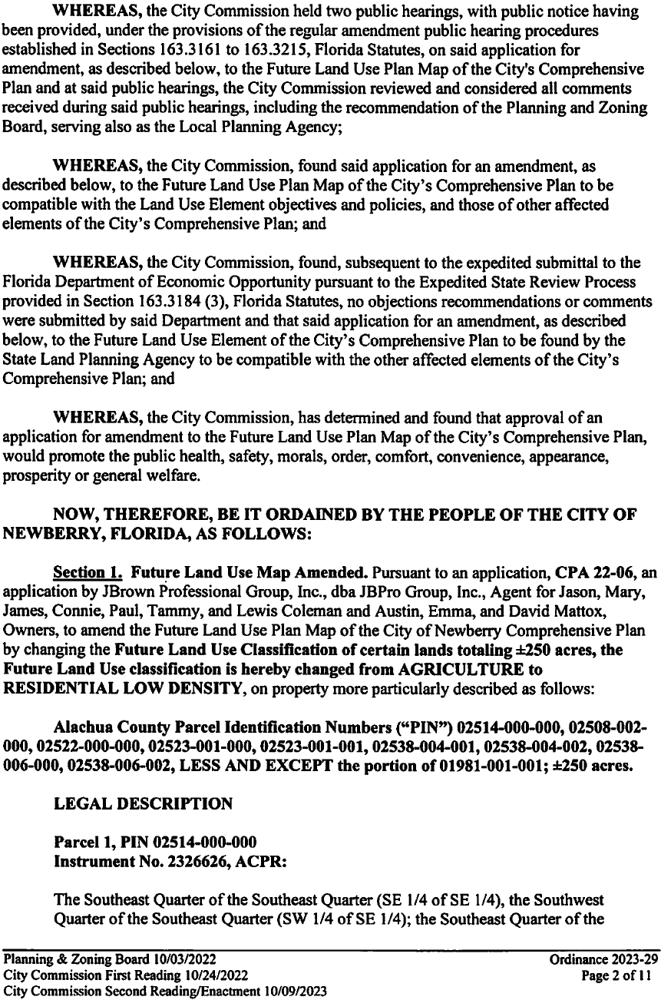 WHEREAS, the City Commission held two public hearings, with public notice having
been provided, under the provisions of the regular amendment public hearing procedures
established in Sections 163.3161 to 163.3215, Florida Statutes, on said application for
amendment, as described below, to the Future Land Use Plan Map of the City's Comprehensive
Plan and at said public hearings, the City Commission reviewed and considered all comments
received during said public hearings, including the recommendation of the Planning and Zoning
Board, serving also as the Local Planning Agency;
WHEREAS, the City Commission, found said application for an amendment, as
described below, to the Future Land Use Plan Map of the City's Comprehensive Plan to be
compatible with the Land Use Element objectives and policies, and those of other affected
elements of the City's Comprehensive Plan; and
WHEREAS, the City Commission, found, subsequent to the expedited submittal to the
Florida Department of Economic Opportunity pursuant to the Expedited State Review Process
provided in Section 163.3184 (3), Florida Statutes, no objections recommendations or comments
were submitted by said Department and that said application for an amendment, as described
below, to the Future Land Use Element of the City's Comprehensive Plan to be found by the
State Land Planning Agency to be compatible with the other affected elements of the City's
Comprehensive Plan; and
WHEREAS, the City Commission, has determined and found that approval of an
application for amendment to the Future Land Use Plan Map of the City's Comprehensive Plan,
would promote the public health, safety, morals, order, comfort, convenience, appearance,
prosperity or general welfare.
NOW, THEREFORE, BE IT ORDAINED BY THE PEOPLE OF THE CITY OF
NEWBERRY, FLORIDA, AS FOLLOWS:
Section 1. Future Land Use Map Amended. Pursuant to an application, CPA 22-06, an
application by JBrown Professional Group, Inc., dba JBPro Group, Inc., Agent for Jason, Mary,
James, Connie, Paul, Tammy, and Lewis Coleman and Austin, Emma, and David Mattox,
Owners, to amend the Future Land Use Plan Map of the City of Newberry Comprehensive Plan
by changing the Future Land Use Classification of certain lands totaling ±250 acres, the
Future Land Use classification is hereby changed from AGRICULTURE to
RESIDENTIAL LOW DENSITY, on property more particularly described as follows:
Alachua County Parcel Identification Numbers ("PIN") 02514-000-000, 02508-002-
000, 02522-000-000, 02523-001-000, 02523-001-001, 02538-004-001, 02538-004-002, 02538-
006-000, 02538-006-002, LESS AND EXCEPT the portion of 01981-001-001; ±250 acres.
LEGAL DESCRIPTION
Parcel 1, PIN 02514-000-000
Instrument No. 2326626, ACPR:
The Southeast Quarter of the Southeast Quarter (SE 1/4 of SE 1/4), the Southwest
Quarter of the Southeast Quarter (SW 1/4 of SE 1/4); the Southeast Quarter of the
Planning & Zoning Board 10/03/2022 Ordinance 2023-29
City Commission First Reading 10/24/2022 Page 2 of 11
City Commission Second Reading/Enactment 10/09/2023